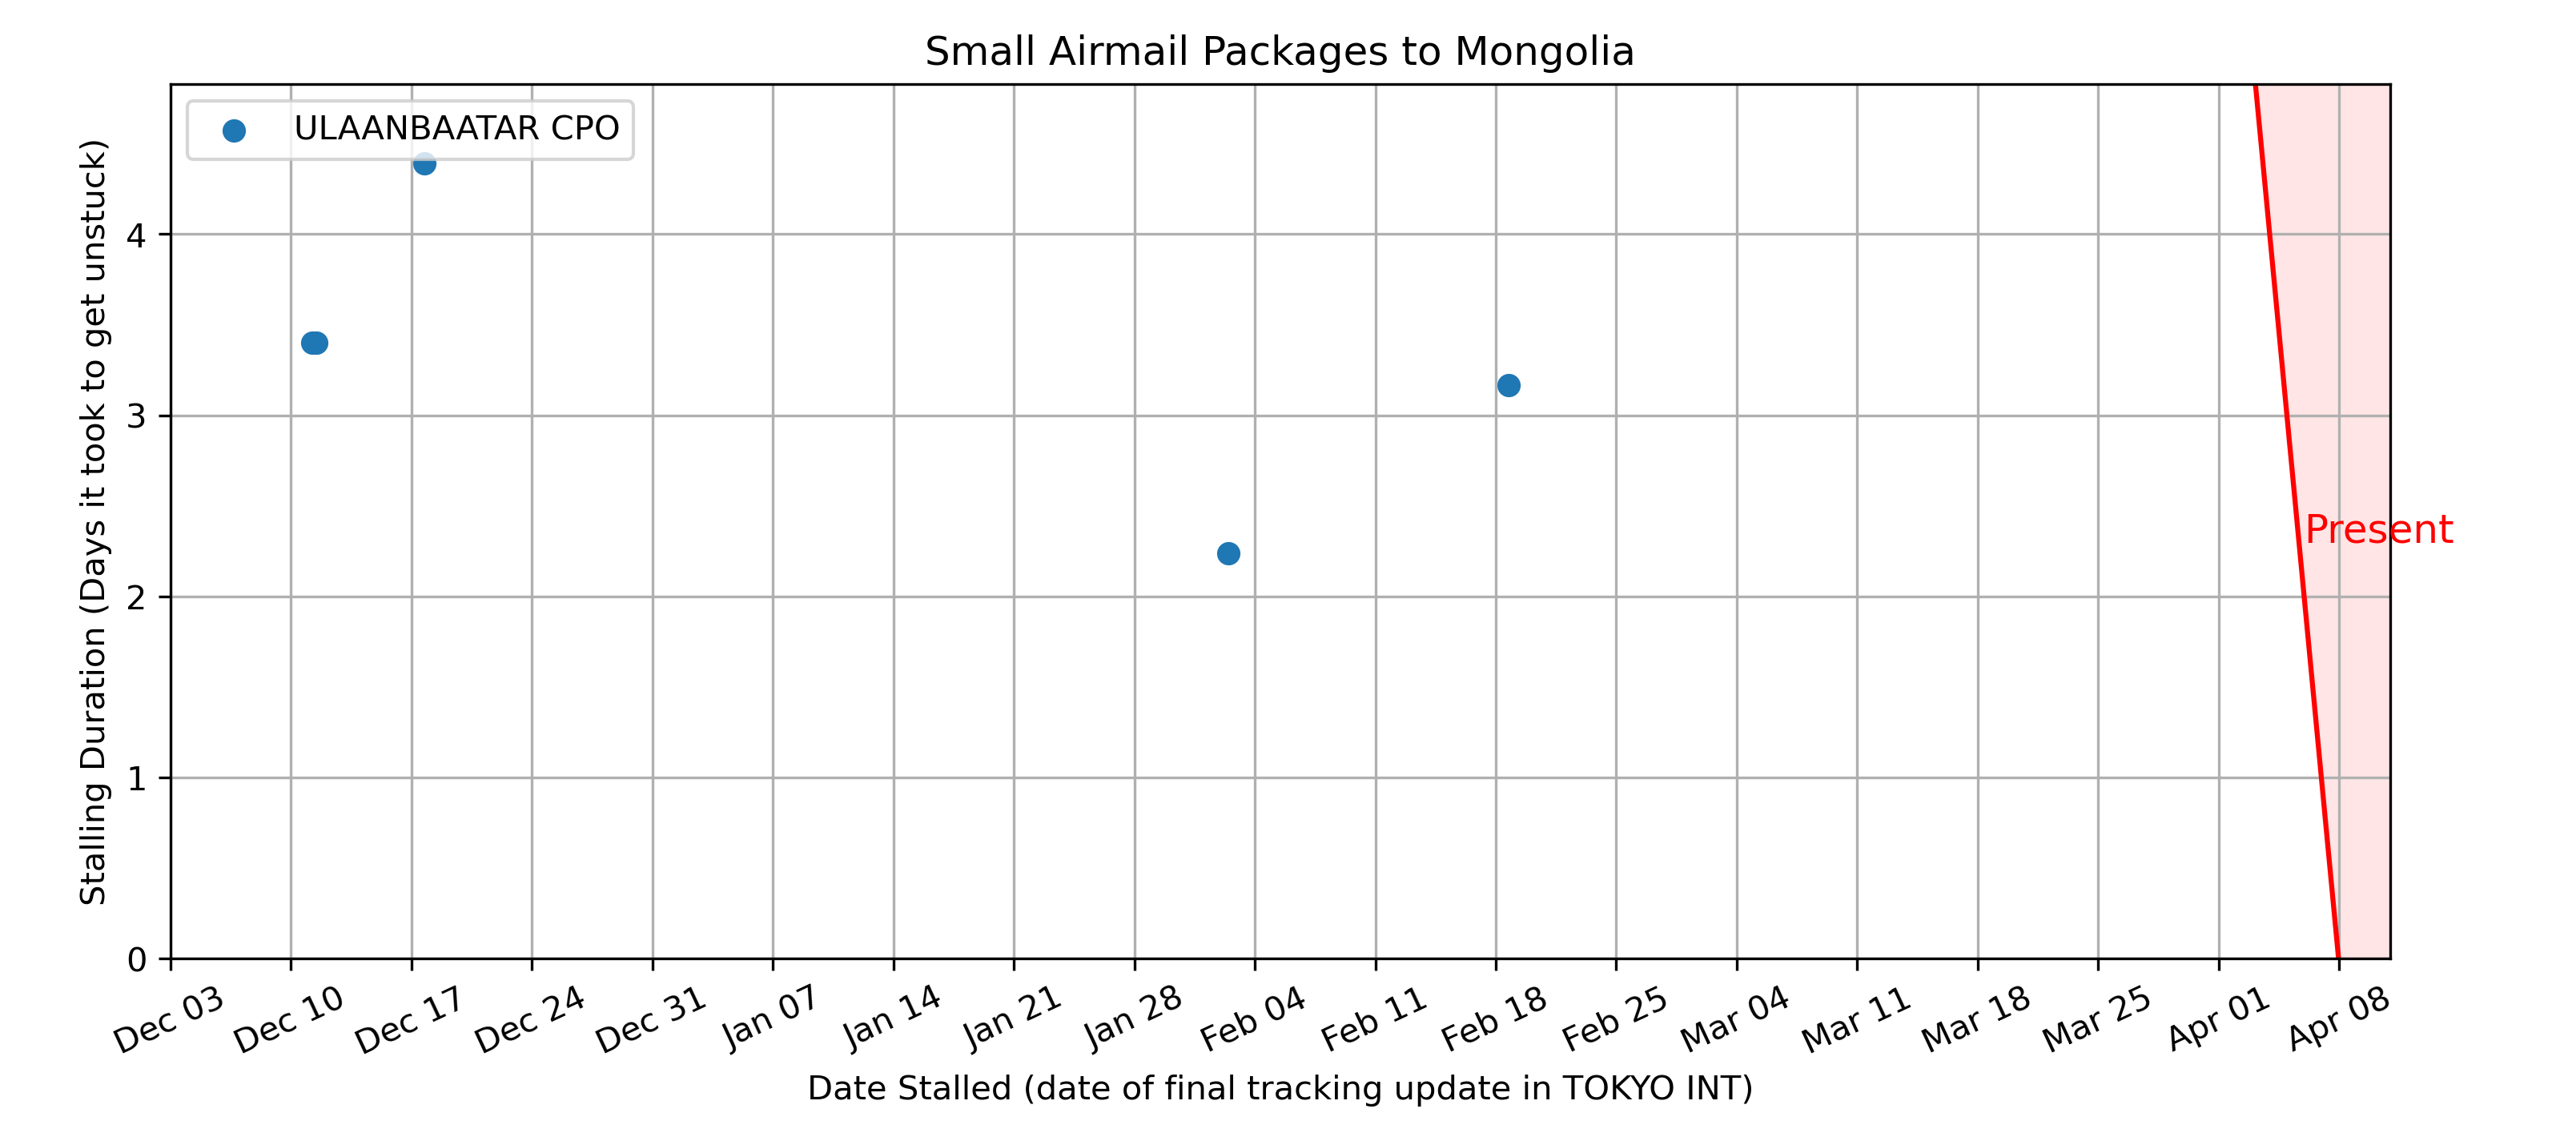 Small Airmail Packages to Mongolia
ULAANBAATAR CPO
Stalling Duration (Days it took to get unstuck)
4
3
2
1
0
Present
Dec 03
Dec 10
Dec 17
Dec 24
Dec 31
Jan 07
Jan 14
Jan 21
Jan 28
Feb 04
Feb 11
Feb 18
Feb 25
Mar 04
Mar 11
Mar 18
Mar 25
Apr 01
Apr 08
Date Stalled (date of final tracking update in TOKYO INT)